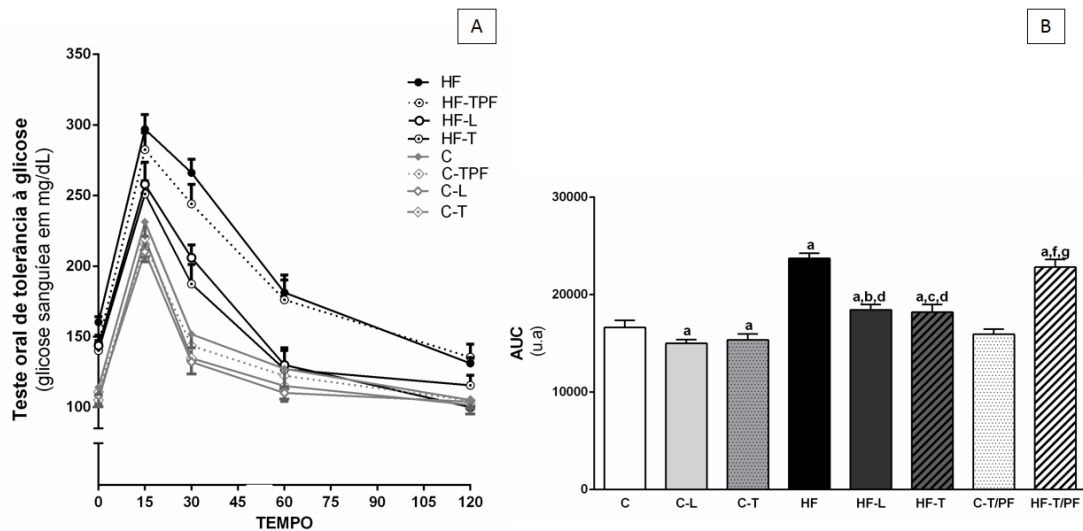 A
Teste oral de tolerância à glicose
(glicose sanguíea em mg/dL)
350
300
250
200
150
100
0 15 30 45 60 75 90 105 120
TEMPO
HF
HF-TPF
HF-L
HF-T
C
C-TPF
C-L
C-T
B
AUC
(u.a)
30000
20000
10000
0
a
a
a
a,b,d
a,c,d
a,f,g
C C-L C-T HF HF-L HF-T C-T/PF HF-T/PF